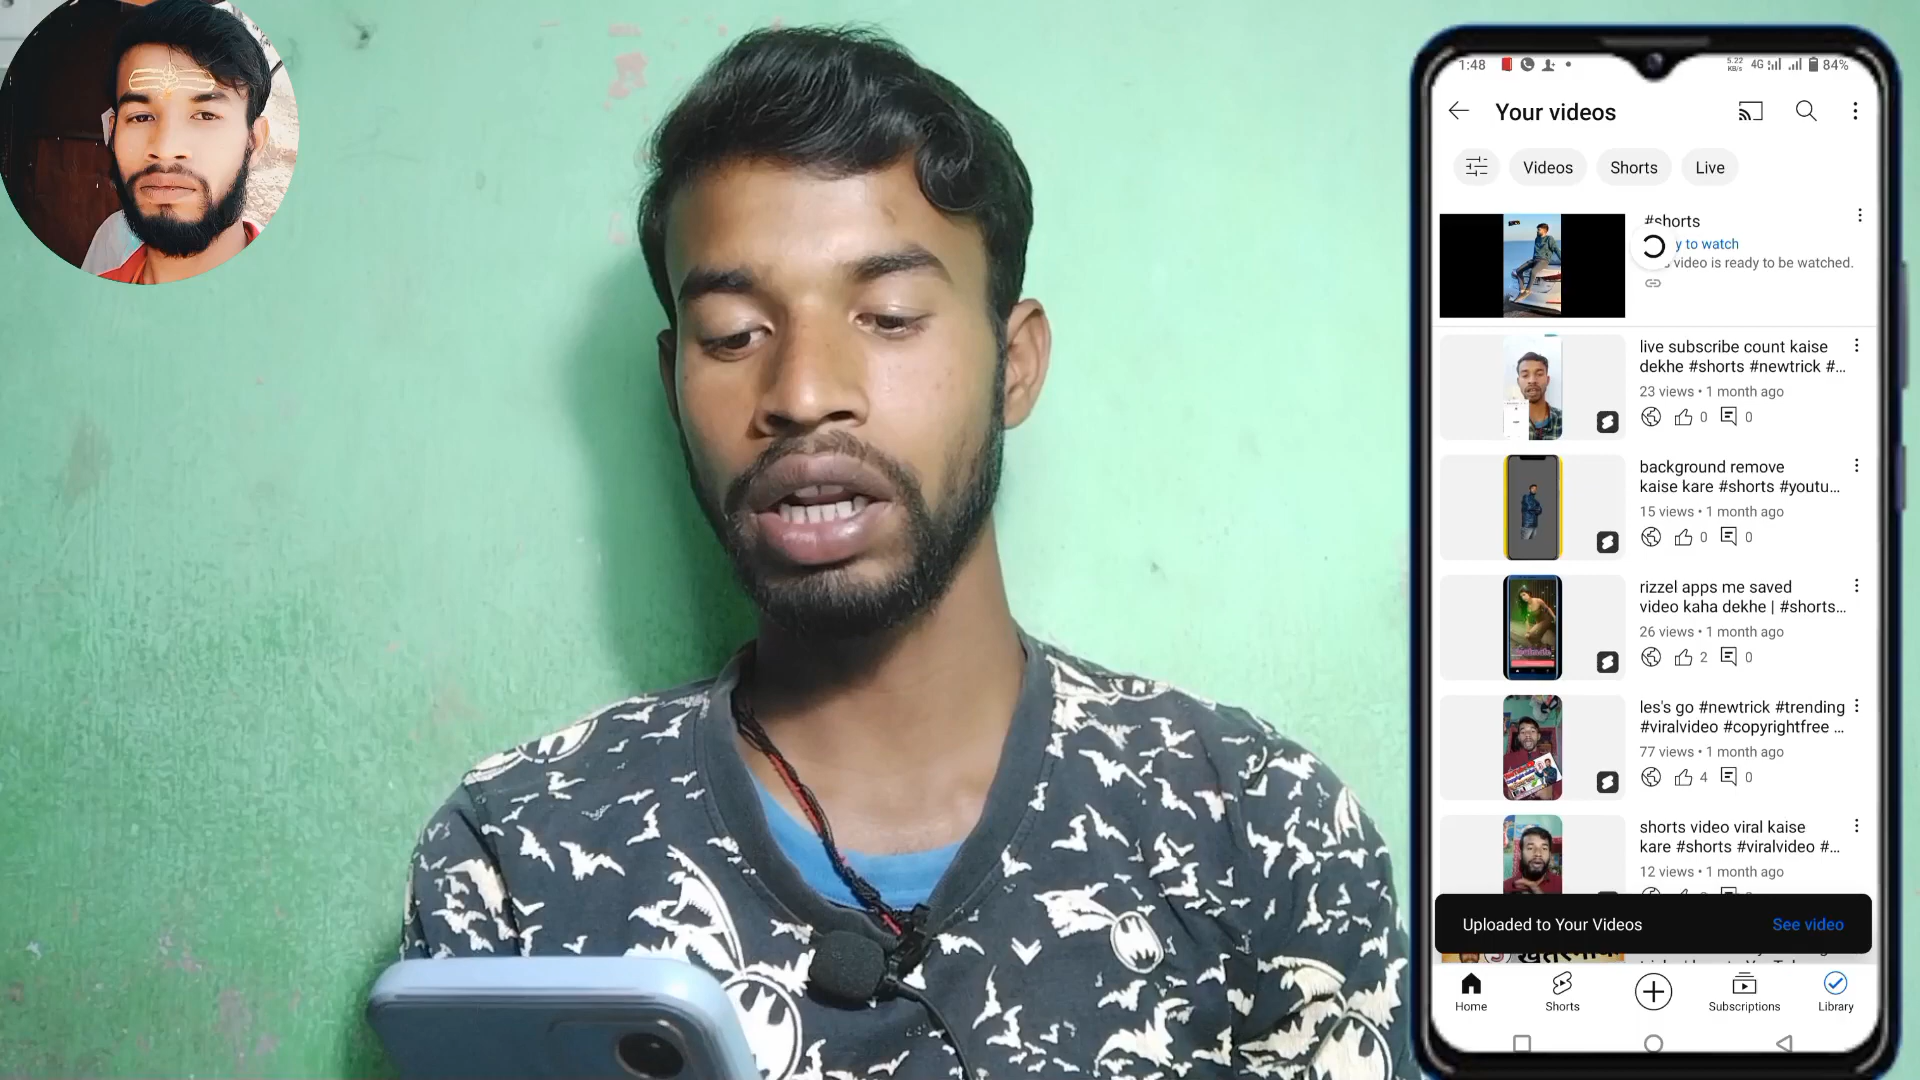 1:48
5.22
KB/s
4G
84%
Your videos
Videos
Shorts
Live
#shorts
y to watch
video is ready to be watched.
live subscribe count kaise
dekhe #shorts #newtrick #...
23 views • 1 month ago
0
0
background remove
kaise kare #shorts #youtu...
15 views • 1 month ago
0
0
rizzel apps me saved
video kaha dekhe | #shorts...
26 views • 1 month ago
2
0
les's go #newtrick #trending
#viralvideo #copyrightfree ...
77 views • 1 month ago
4
0
shorts video viral kaise
kare #shorts #viralvideo #...
12 views • 1 month ago
Uploaded to Your Videos
See video
Home
Shorts
Subscriptions
Library